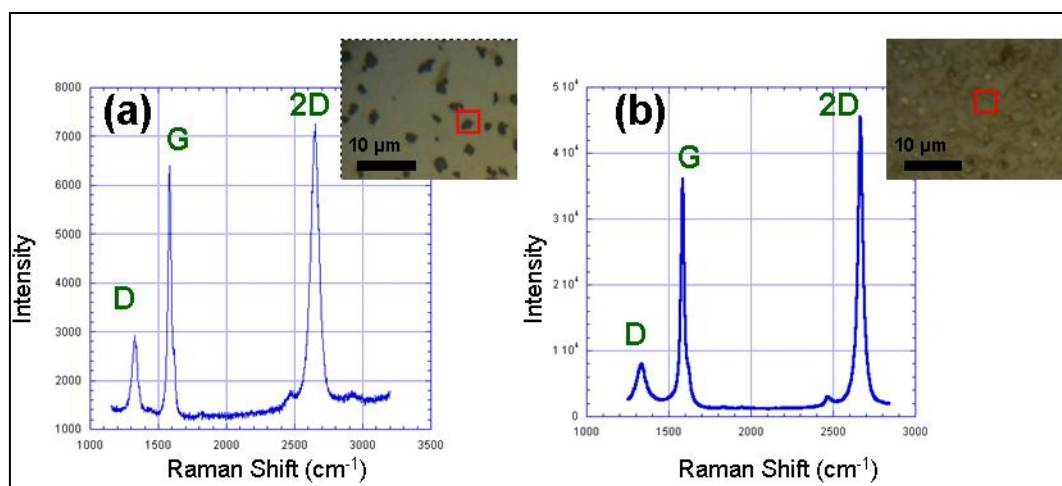 (a)
D
G
2D
10 µm
8000
7000
6000
5000
4000
3000
2000
1000
1000 1500 2000 2500 3000 3500
Intensity
Raman Shift (cm⁻¹)
(b)
D
G
2D
10 µm
5 10⁴
4 10⁴
3 10⁴
2 10⁴
1 10⁴
0
1000 1500 2000 2500 3000
Intensity
Raman Shift (cm⁻¹)